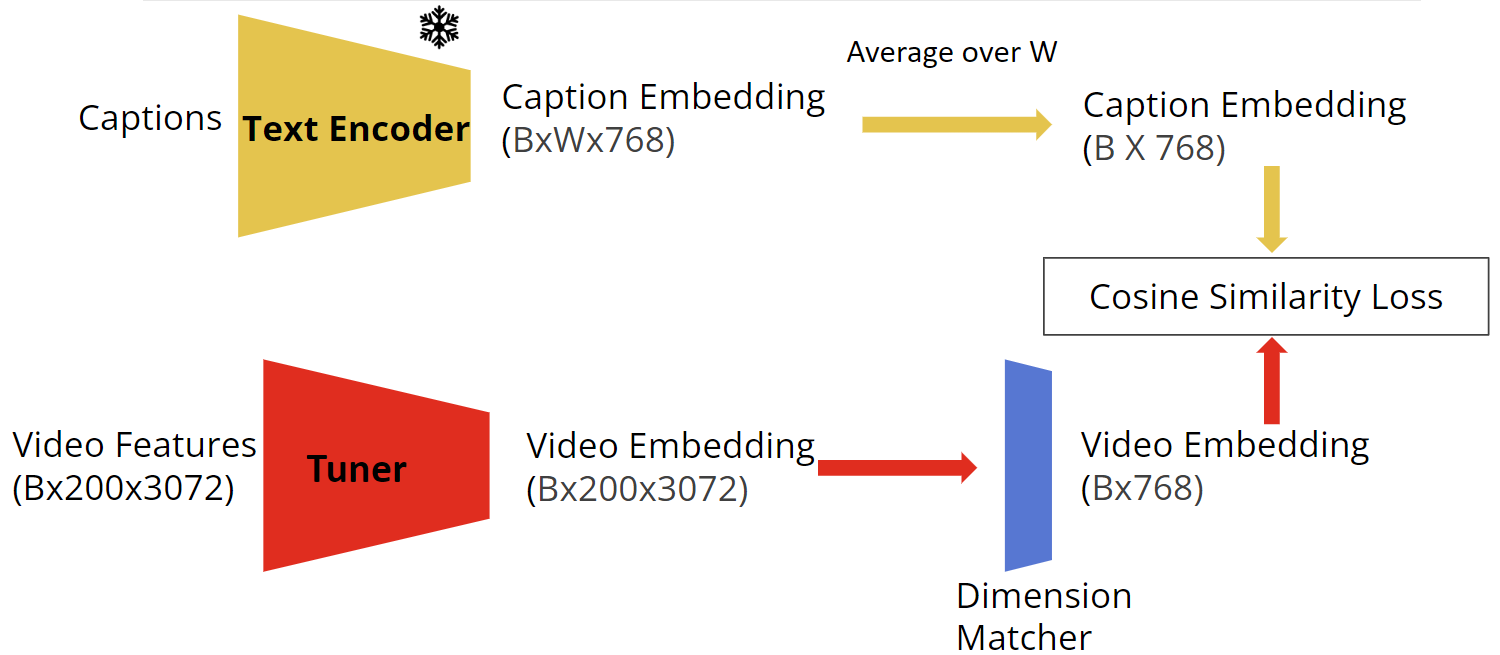 Average over W
Captions
Text Encoder
Caption Embedding
(BxWx768)
Caption Embedding
(B X 768)
Cosine Similarity Loss
Video Features
(Bx200x3072)
Tuner
Video Embedding
(Bx200x3072)
Video Embedding
(Bx768)
Dimension
Matcher